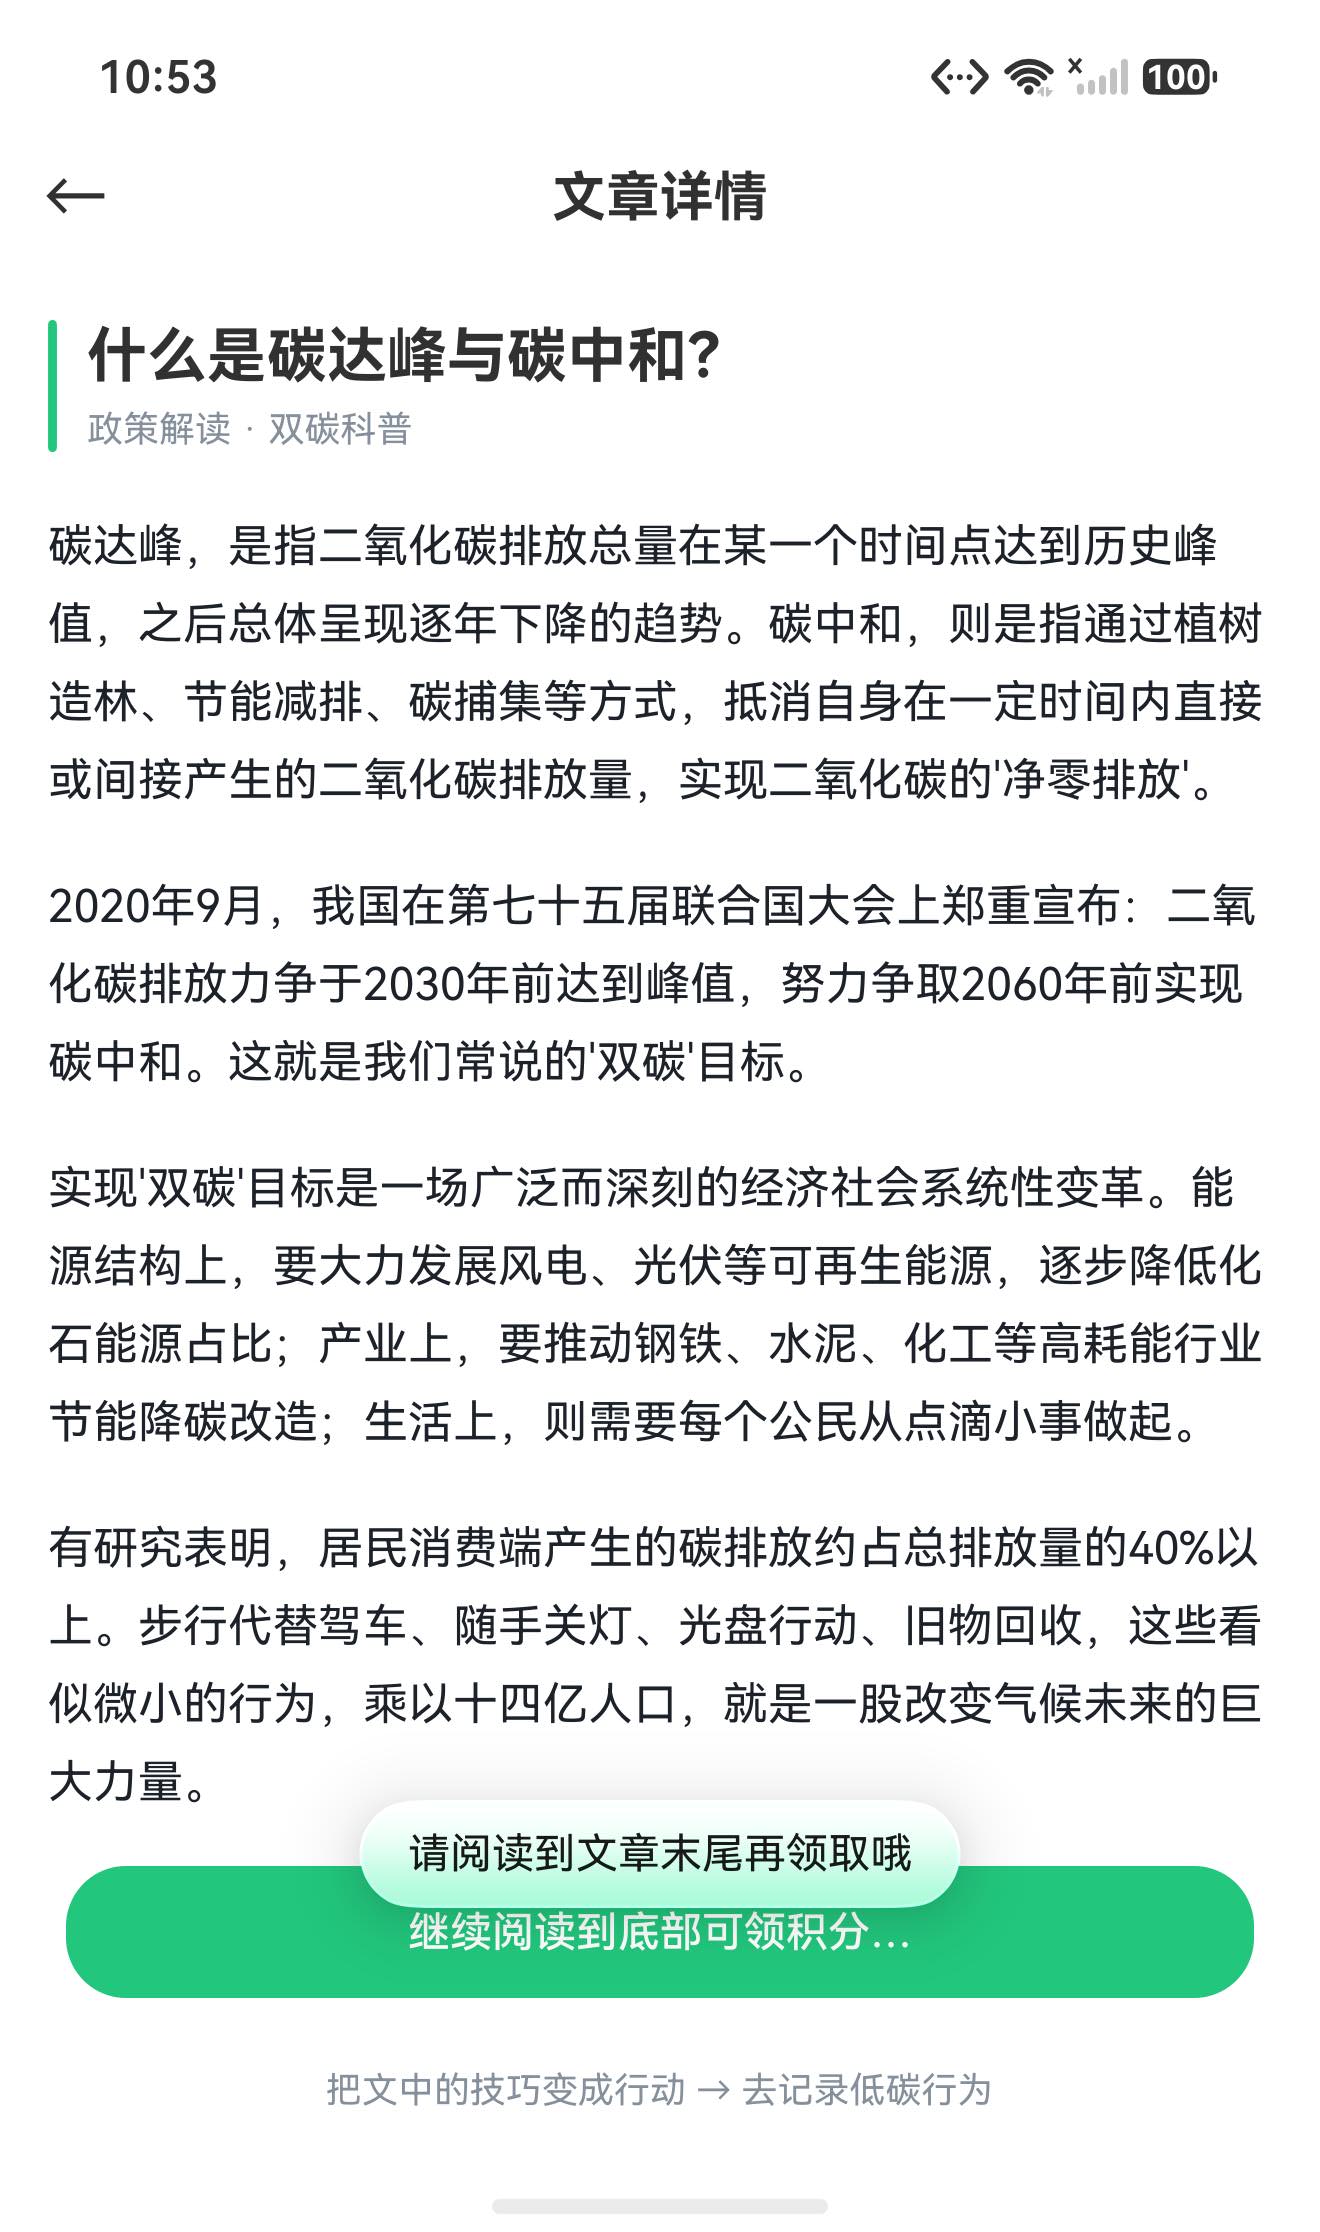 10:53
100
文章详情
什么是碳达峰与碳中和?
政策解读 · 双碳科普
碳达峰，是指二氧化碳排放总量在某一个时间点达到历史峰
值，之后总体呈现逐年下降的趋势。碳中和，则是指通过植树
造林、节能减排、碳捕集等方式，抵消自身在一定时间内直接
或间接产生的二氧化碳排放量，实现二氧化碳的'净零排放'。
2020年9月，我国在第七十五届联合国大会上郑重宣布：二氧
化碳排放力争于2030年前达到峰值，努力争取2060年前实现
碳中和。这就是我们常说的'双碳'目标。
实现'双碳'目标是一场广泛而深刻的经济社会系统性变革。能
源结构上，要大力发展风电、光伏等可再生能源，逐步降低化
石能源占比；产业上，要推动钢铁、水泥、化工等高耗能行业
节能降碳改造；生活上，则需要每个公民从点滴小事做起。
有研究表明，居民消费端产生的碳排放约占总排放量的40%以
上。步行代替驾车、随手关灯、光盘行动、旧物回收，这些看
似微小的行为，乘以十四亿人口，就是一股改变气候未来的巨
大力量。
请阅读到文章末尾再领取哦
继续阅读到底部可领积分...
把文中的技巧变成行动 → 去记录低碳行为